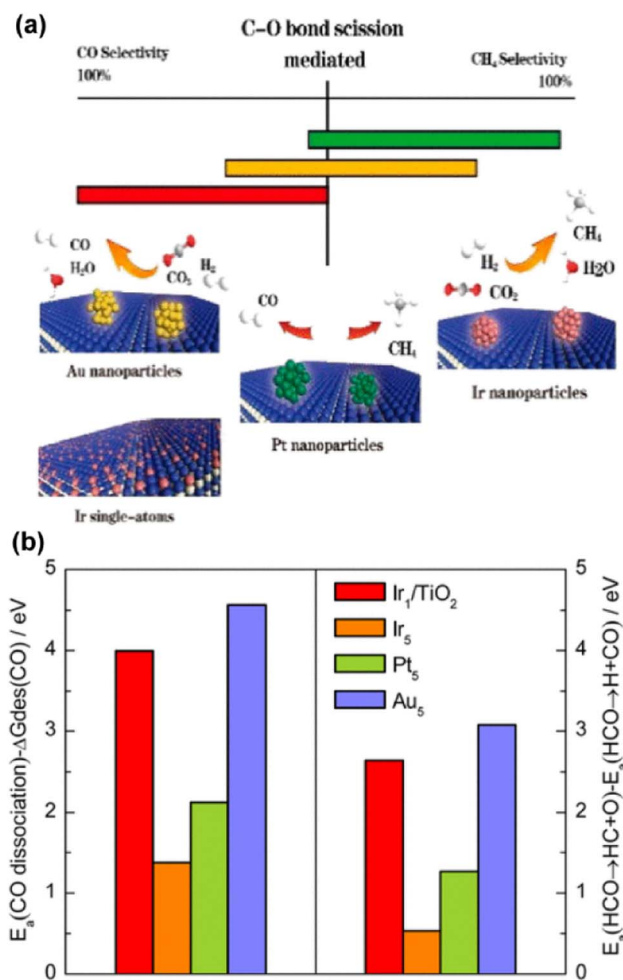 (a)
C–O bond scission
mediated
CO Selectivity
100%
CH₄ Selectivity
100%
CO
H₂O
CO₂
H₂
Au nanoparticles
CO
CH₄
Pt nanoparticles
H₂
CO₂
CH₄
H2O
Ir nanoparticles
Ir single-atoms
(b)
Eₐ(CO dissociation)-ΔGdes(CO) / eV
5
4
3
2
1
0
Ir₁/TiO₂
Ir₅
Pt₅
Au₅
5
4
3
2
1
0
Eₐ(HCO→HC+O)-Eₐ(HCO→H+CO) / eV